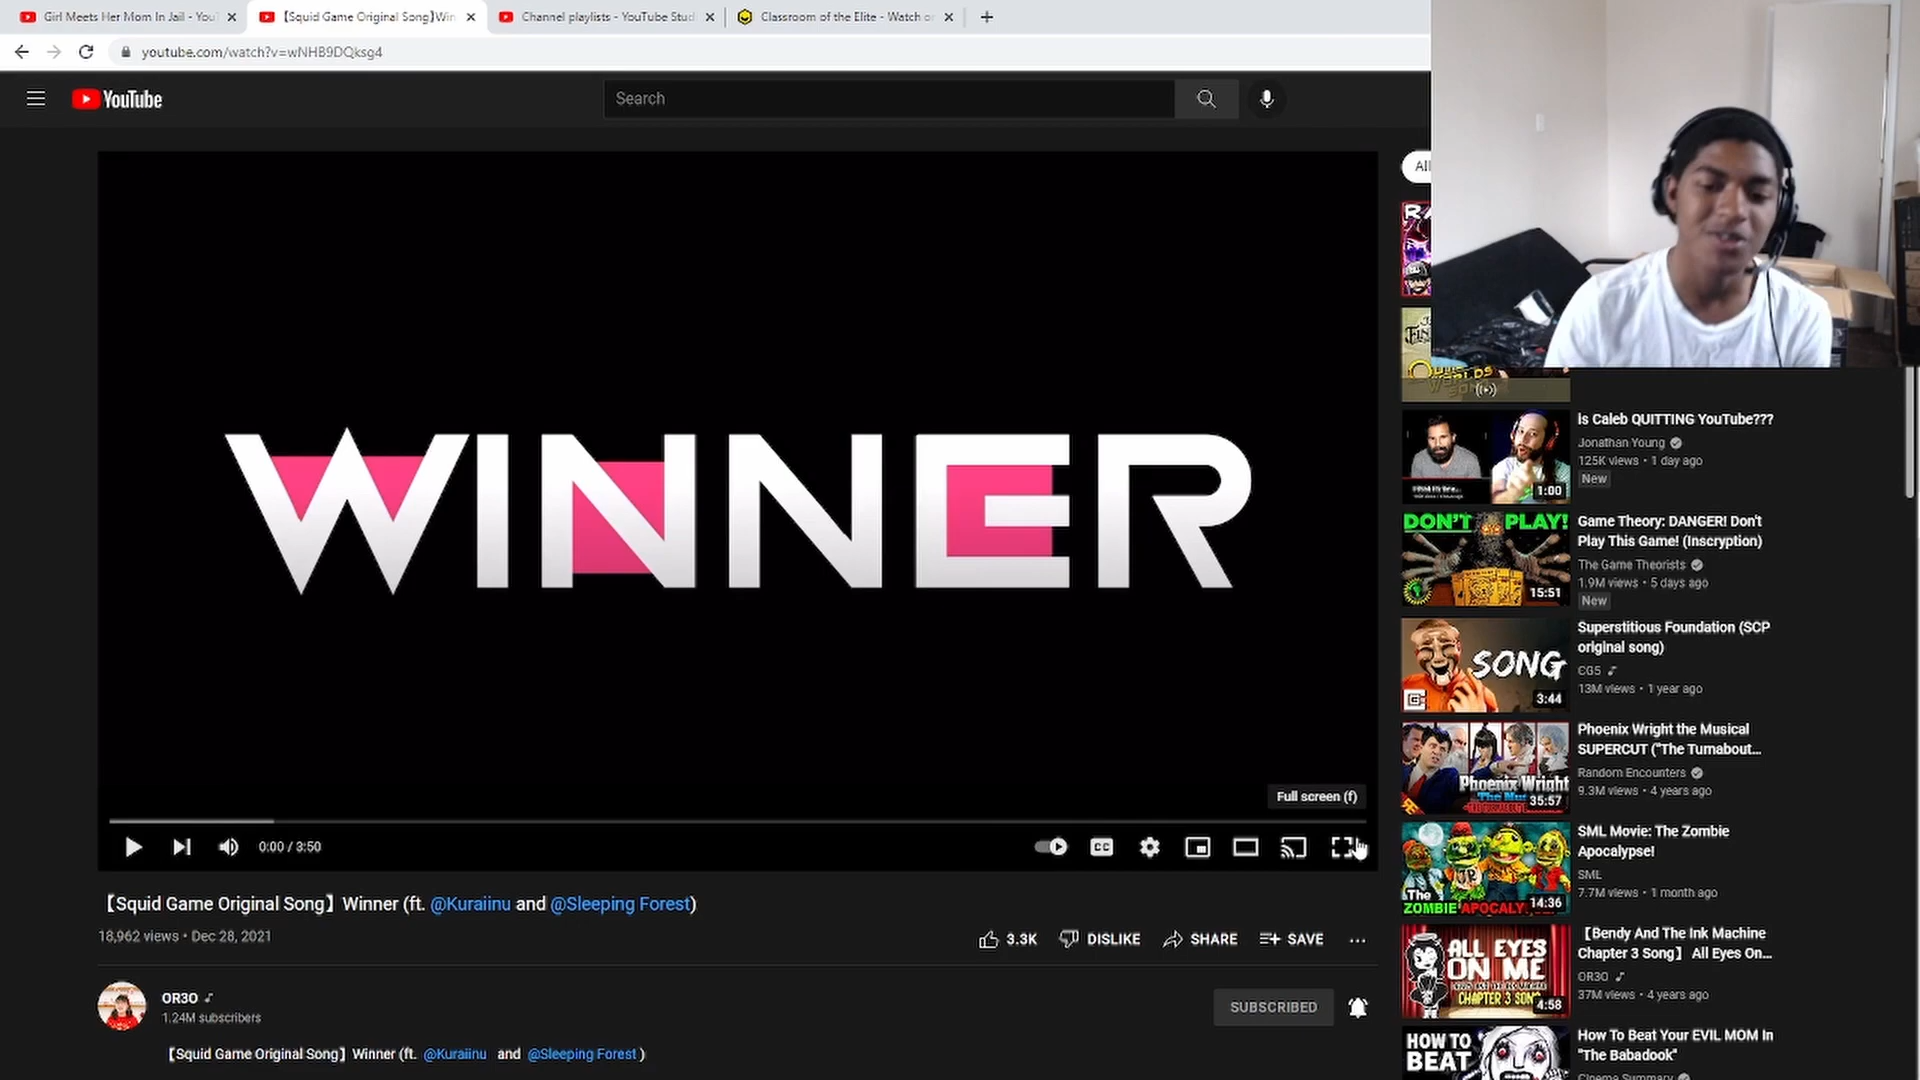 Girl Meets Her Mom In Jail - You
【Squid Game Original Song】Win
Channel playlists - YouTube Stud
Classroom of the Elite - Watch o
youtube.com/watch?v=wNHB9DQksg4
YouTube
Search
All
WINNER
Full screen (f)
0:00 / 3:50
CC
【Squid Game Original Song】Winner (ft. @Kuraiinu and @Sleeping Forest)
18,962 views • Dec 28, 2021
3.3K
DISLIKE
SHARE
SAVE
OR3O
1.24M subscribers
SUBSCRIBED
【Squid Game Original Song】Winner (ft. @Kuraiinu and @Sleeping Forest )
is Caleb QUITTING YouTube???
Jonathan Young
125K views • 1 day ago
New
1:00
DON'T PLAY!
15:51
Game Theory: DANGER! Don't
Play This Game! (Inscryption)
The Game Theorists
1.9M views • 5 days ago
New
SONG
3:44
Superstitious Foundation (SCP
original song)
CG5
13M views • 1 year ago
Phoenix Wright
35:57
Phoenix Wright the Musical
SUPERCUT ("The Turnabout...
Random Encounters
9.3M views • 4 years ago
The
ZOMBIE APOCALY
14:36
SML Movie: The Zombie
Apocalypse!
SML
7.7M views • 1 month ago
ALL EYES
ON ME
CHAPTER 3 SONG
4:58
【Bendy And The Ink Machine
Chapter 3 Song】 All Eyes On...
OR3O
37M views • 4 years ago
HOW TO
BEAT
How To Beat Your EVIL MOM In
"The Babadook"
Cinema Summary